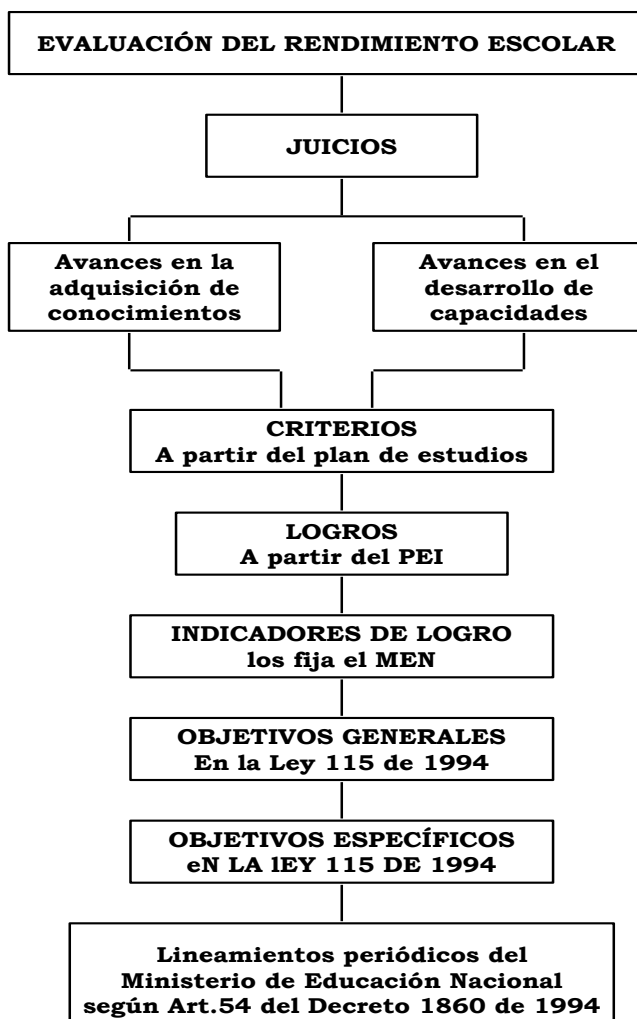 EVALUACIÓN DEL RENDIMIENTO ESCOLAR
JUICIOS
Avances en la
adquisición de
conocimientos
Avances en el
desarrollo de
capacidades
CRITERIOS
A partir del plan de estudios
LOGROS
A partir del PEI
INDICADORES DE LOGRO
los fija el MEN
OBJETIVOS GENERALES
En la Ley 115 de 1994
OBJETIVOS ESPECÍFICOS
eN LA lEY 115 DE 1994
Lineamientos periódicos del
Ministerio de Educación Nacional
según Art.54 del Decreto 1860 de 1994